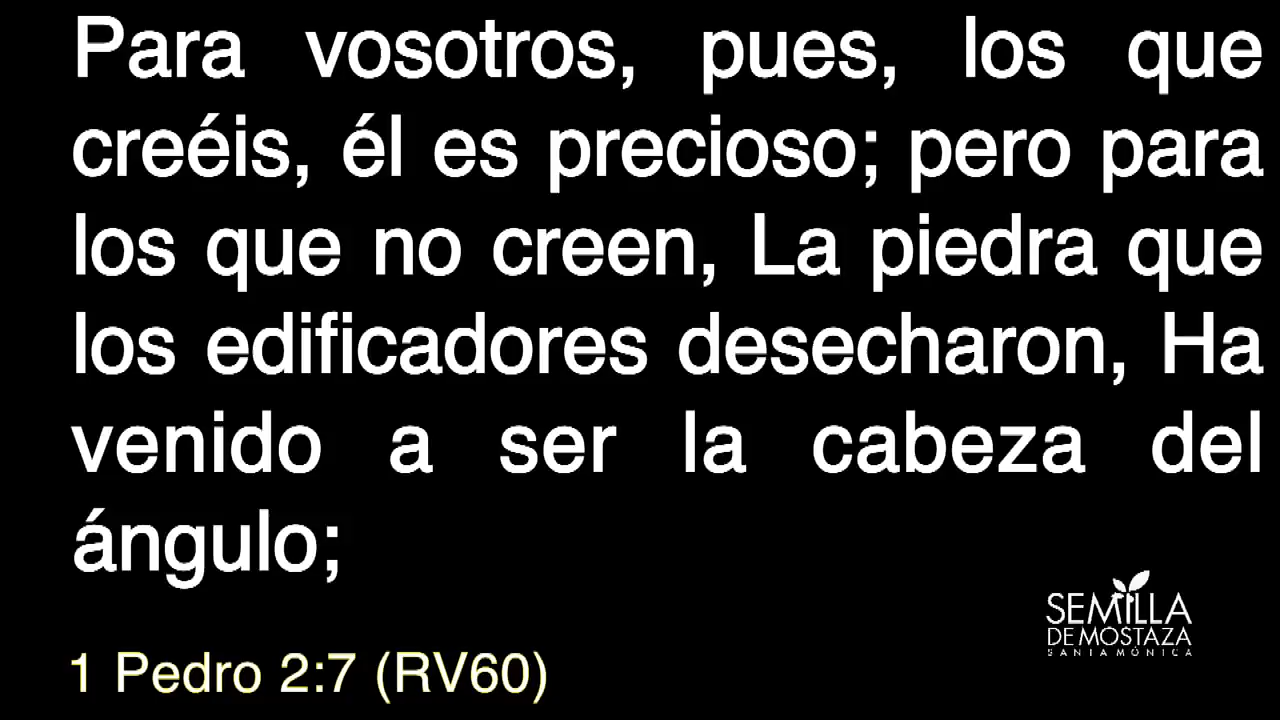 Para vosotros, pues, los que
creéis, él es precioso; pero para
los que no creen, La piedra que
los edificadores desecharon, Ha
venido a ser la cabeza del
ángulo;
SEMILLA
DE MOSTAZA
SANTA MÓNICA
1 Pedro 2:7 (RV60)